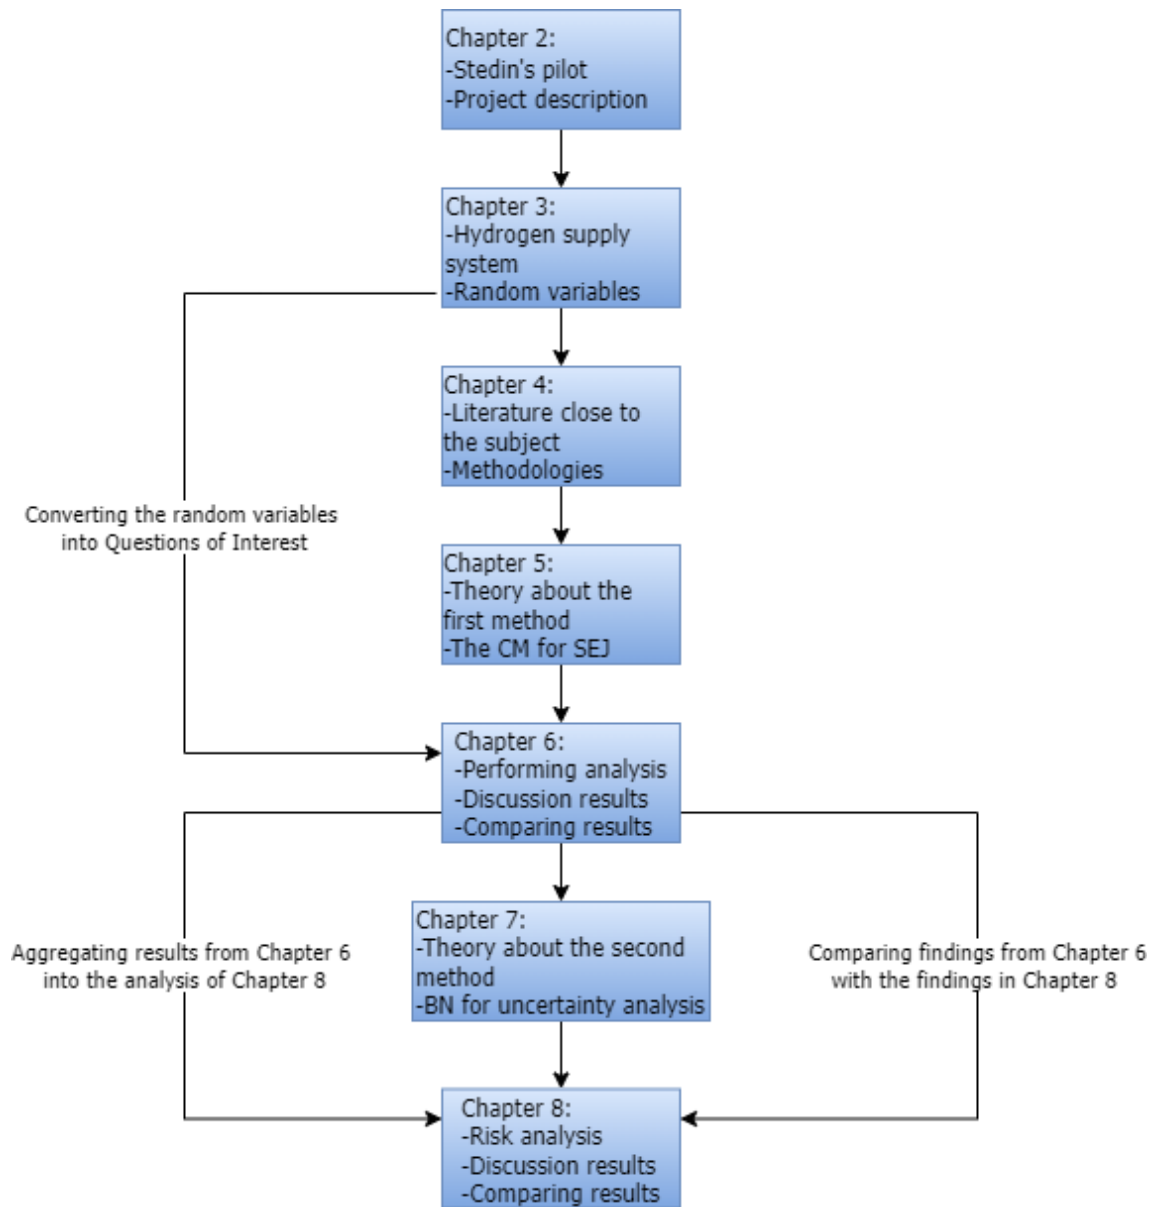 Chapter 2:
-Stedin's pilot
-Project description
Chapter 3:
-Hydrogen supply
system
-Random variables
Chapter 4:
-Literature close to
the subject
-Methodologies
Converting the random variables
into Questions of Interest
Chapter 5:
-Theory about the
first method
-The CM for SEJ
Chapter 6:
-Performing analysis
-Discussion results
-Comparing results
Aggregating results from Chapter 6
into the analysis of Chapter 8
Chapter 7:
-Theory about the second
method
-BN for uncertainty analysis
Comparing findings from Chapter 6
with the findings in Chapter 8
Chapter 8:
-Risk analysis
-Discussion results
-Comparing results